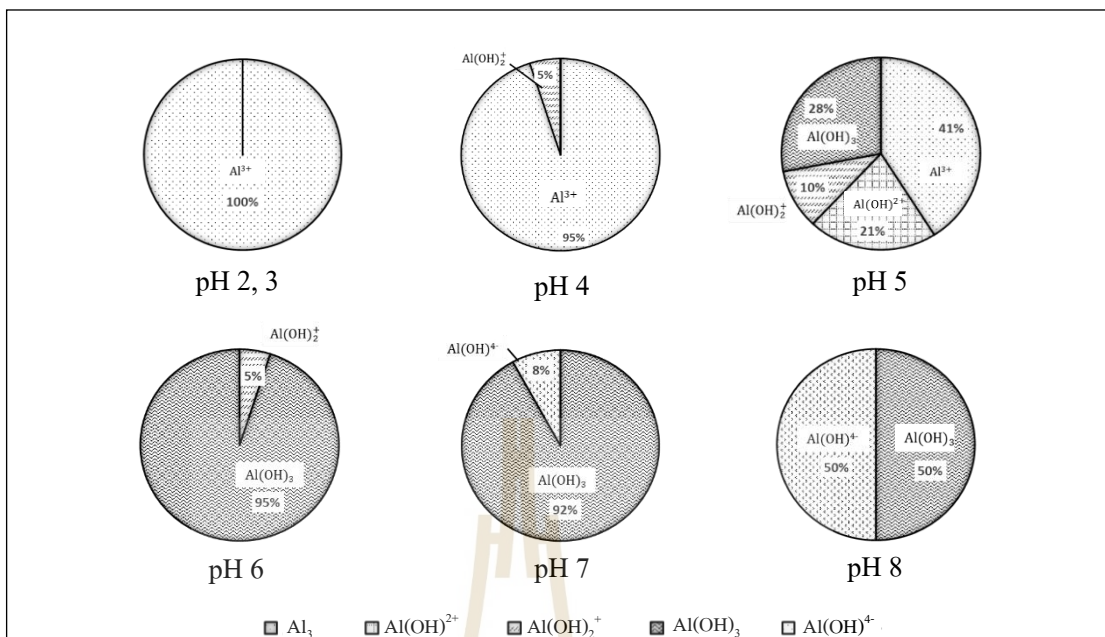 Al(OH)₂⁺
5%
28%
Al(OH)₃
41%
Al³⁺
100%
Al³⁺
95%
Al³⁺
10%
Al(OH)₂⁺
Al(OH)²⁺
21%
pH 2, 3
pH 4
pH 5
Al(OH)₂⁺
5%
Al(OH)⁴⁻
8%
Al(OH)₃
95%
Al(OH)₃
92%
Al(OH)⁴⁻
50%
Al(OH)₃
50%
pH 6
pH 7
pH 8
Al₃ Al(OH)²⁺ Al(OH)₂⁺ Al(OH)₃ Al(OH)⁴⁻